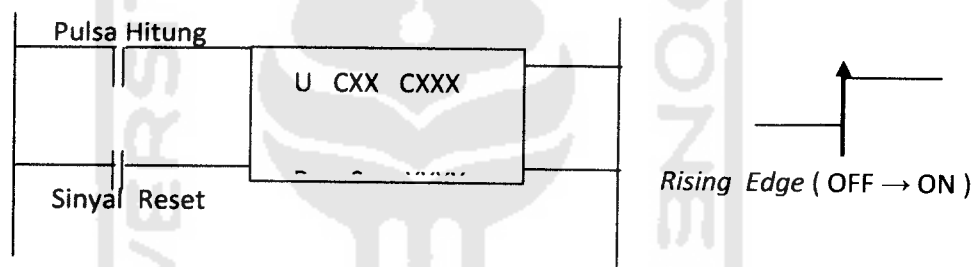 Pulsa Hitung
U CXX CXXX
Sinyal Reset
Rising Edge ( OFF → ON )